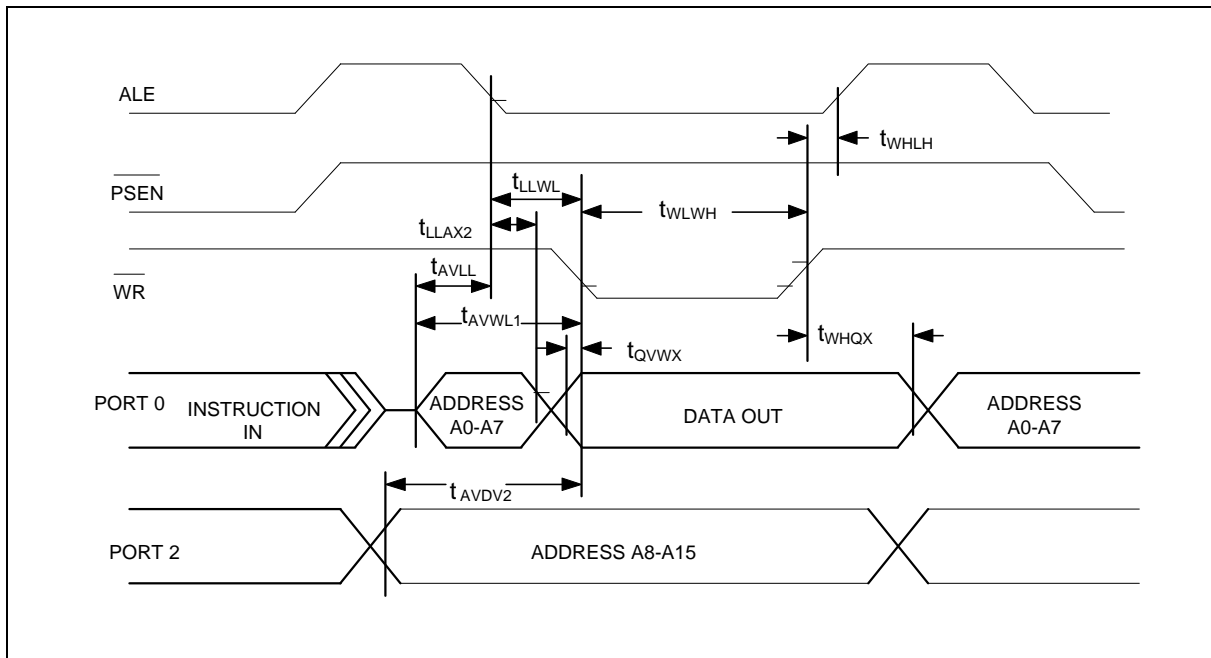 ALE
tWHLH
PSEN
tLLWL
tWLWH
tLLAX2
tAVLL
WR
tAVWL1
tWHQX
tQVWX
PORT 0
INSTRUCTION
IN
ADDRESS
A0-A7
DATA OUT
ADDRESS
A0-A7
tAVDV2
PORT 2
ADDRESS A8-A15